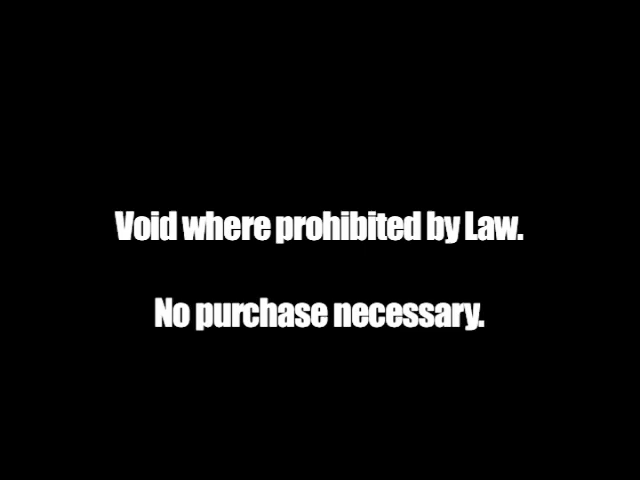 Void where prohibited by Law.
No purchase necessary.